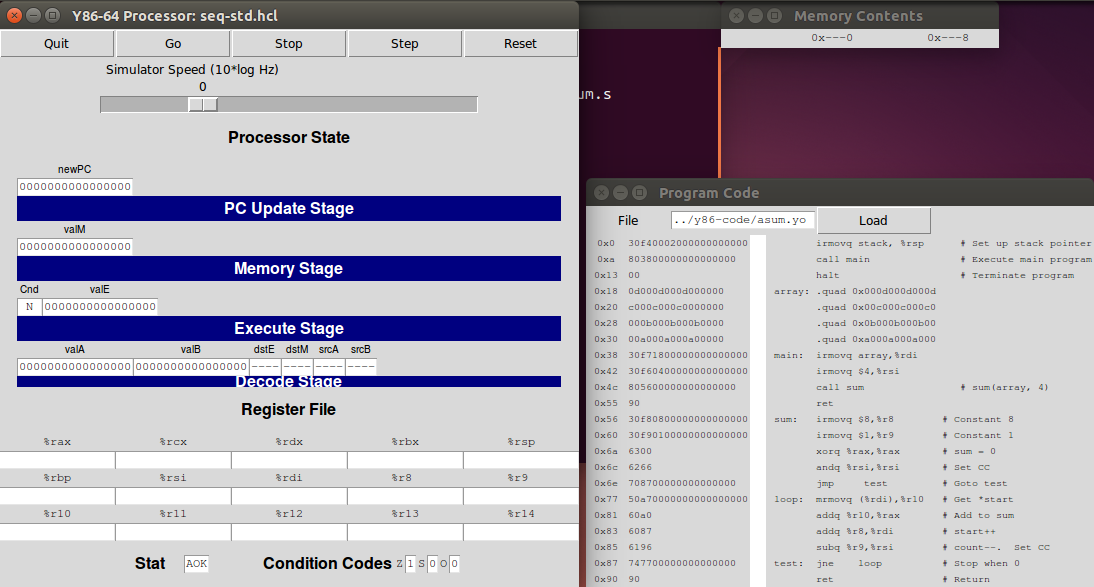 Y86-64 Processor: seq-std.hcl
Quit Go Stop Step Reset
Simulator Speed (10*log Hz)
0
Processor State
newPC
0000000000000000
PC Update Stage
valM
0000000000000000
Memory Stage
Cnd valE
N 0000000000000000
Execute Stage
valA valB dstE dstM srcA srcB
0000000000000000 0000000000000000 ---- ---- ---- ----
Decode Stage
Register File
%rax %rcx %rdx %rbx %rsp
%rbp %rsi %rdi %r8 %r9
%r10 %r11 %r12 %r13 %r14
Stat AOK Condition Codes Z 1 S 0 O 0
um.s
Memory Contents
0x---0 0x---8
Program Code
File ../y86-code/asum.yo Load
0x0 30f40002000000000000 irmovq stack, %rsp # Set up stack pointer
0xa 803800000000000000 call main # Execute main program
0x13 00 halt # Terminate program
0x18 0d000d000d000000 array: .quad 0x000d000d000d
0x20 c000c000c0000000 .quad 0x00c000c000c0
0x28 000b000b000b0000 .quad 0x0b000b000b00
0x30 00a000a000a00000 .quad 0xa000a000a000
0x38 30f71800000000000000 main: irmovq array,%rdi
0x42 30f60400000000000000 irmovq $4,%rsi
0x4c 805600000000000000 call sum # sum(array, 4)
0x55 90 ret
0x56 30f80800000000000000 sum: irmovq $8,%r8 # Constant 8
0x60 30f90100000000000000 irmovq $1,%r9 # Constant 1
0x6a 6300 xorq %rax,%rax # sum = 0
0x6c 6266 andq %rsi,%rsi # Set CC
0x6e 708700000000000000 jmp test # Goto test
0x77 50a70000000000000000 loop: mrmovq (%rdi),%r10 # Get *start
0x81 60a0 addq %r10,%rax # Add to sum
0x83 6087 addq %r8,%rdi # start++
0x85 6196 subq %r9,%rsi # count--. Set CC
0x87 747700000000000000 test: jne loop # Stop when 0
0x90 90 ret # Return